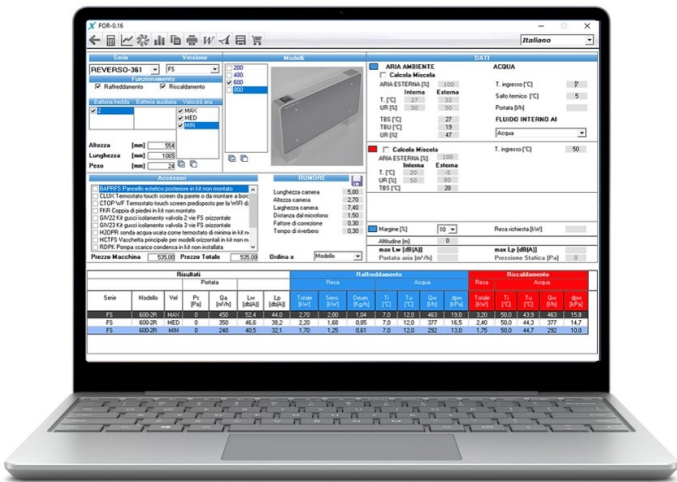 FOR-0.16
Italiano
Serie
Versione
Modelli
DATI
REVERSO-361
FS
Funzionamento
Raffreddamento
Riscaldamento
Batteria fredda
Batteria ausiliaria
Velocità aria
2
MAX
MED
MIN
200
400
600
800
Altezza [mm] 554
Lunghezza [mm] 1065
Peso [mm] 24
ARIA AMBIENTE
Calcola Miscela
ARIA ESTERNA [%] 100
Interna Esterna
T. [°C] 27 32
UR [%] 50 50
TBS [°C] 27
TBU [°C] 19
UR [%] 47
ACQUA
T. ingresso [°C] 7
Salto termico [°C] 5
Portata [l/h]
FLUIDO INTERNO AI
Acqua
Calcola Miscela
ARIA ESTERNA [%] 100
Interna Esterna
T. [°C] 20 -5
UR [%] 50 80
TBS [°C] 20
T. ingresso [°C] 50
Accessori
BAPRFS Pannello estetico posteriore in kit non montato
CLUX Termostato touch screen da parete o da montare a bor
CTOP WF Termostato touch screen predisposto per la WIFI d
FKR Coppia di piedini in kit non montato
GIV22 Kit gusci isolamento valvola 2 vie FS orizzontale
GIV23 Kit gusci isolamento valvola 3 vie FS orizzontale
H2OPR sonda acqua usata come termostato di minima in kit n
HCTFS Vaschetta principale per modelli orizzontali in kit non m
RDPK Pompa scarico condensa in kit non installata
Prezzo Macchina 535,00 Prezzo Totale 535,00
RUMORE
Lunghezza camera 5,00
Altezza camera 2,70
Larghezza camera 7,40
Distanza dal microfono 1,50
Fattore di correzione 0,30
Tempo di riverbero 0,30
Ordina x Modello
Margine [%] 10 Resa richiesta [kW]
Altitudine [m] 0
max Lw [dB(A)] max Lp [dB(A)]
Portata aria [m³/h] Pressione Statica [Pa] 0
Risultati Raffreddamento Riscaldamento
Portata Resa Acqua Resa Acqua
Serie Modello Vel Ps [Pa] Qa [m³/h] Lw [db(A)] Lp [db(A)] Totale [kW] Sens. [kW] Deum. [Kg/h] Ti [°C] Tu [°C] Qw [l/h] dpw [kPa] Totale [kW] Ti [°C] Tu [°C] Qw [l/h] dpw [kPa]
FS 600-2R MAX 0 450 52,4 44,0 2,70 2,00 1,04 7,0 12,0 463 19,0 3,20 50,0 43,9 463 15,8
FS 600-2R MED 0 350 46,6 38,2 2,20 1,60 0,85 7,0 12,0 377 16,5 2,40 50,0 44,3 377 14,7
FS 600-2R MIN 0 240 40,5 32,1 1,70 1,25 0,61 7,0 12,0 292 13,0 1,75 50,0 44,7 292 10,0